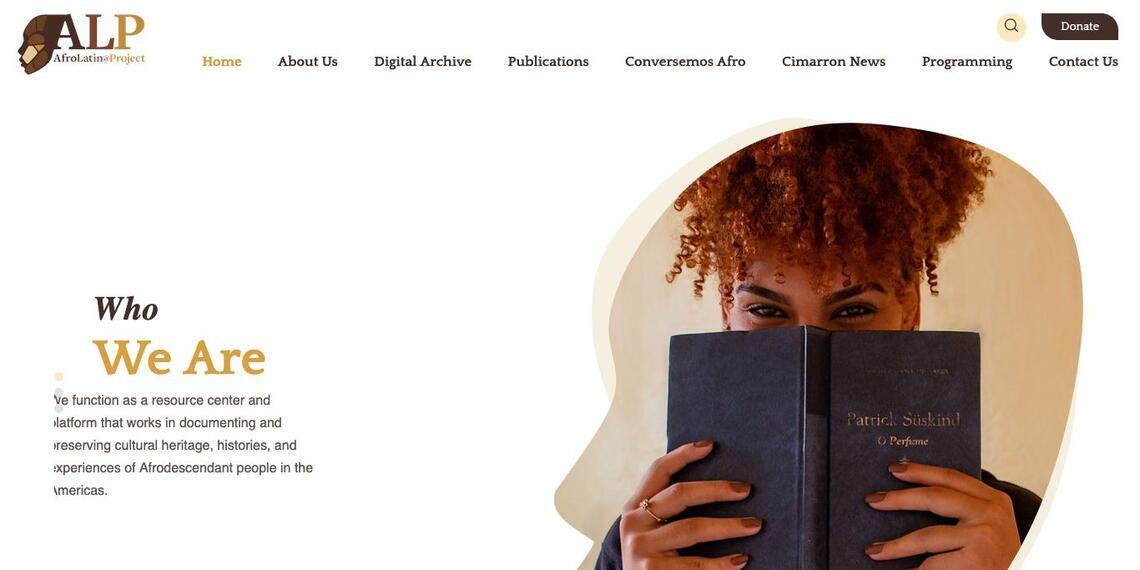 ALP
AfroLatin@Project
Donate
Home About Us Digital Archive Publications Conversemos Afro Cimarron News Programming Contact Us
Who
We Are
We function as a resource center and
platform that works in documenting and
preserving cultural heritage, histories, and
experiences of Afrodescendant people in the
Americas.
Patrick Süskind
O Perfume